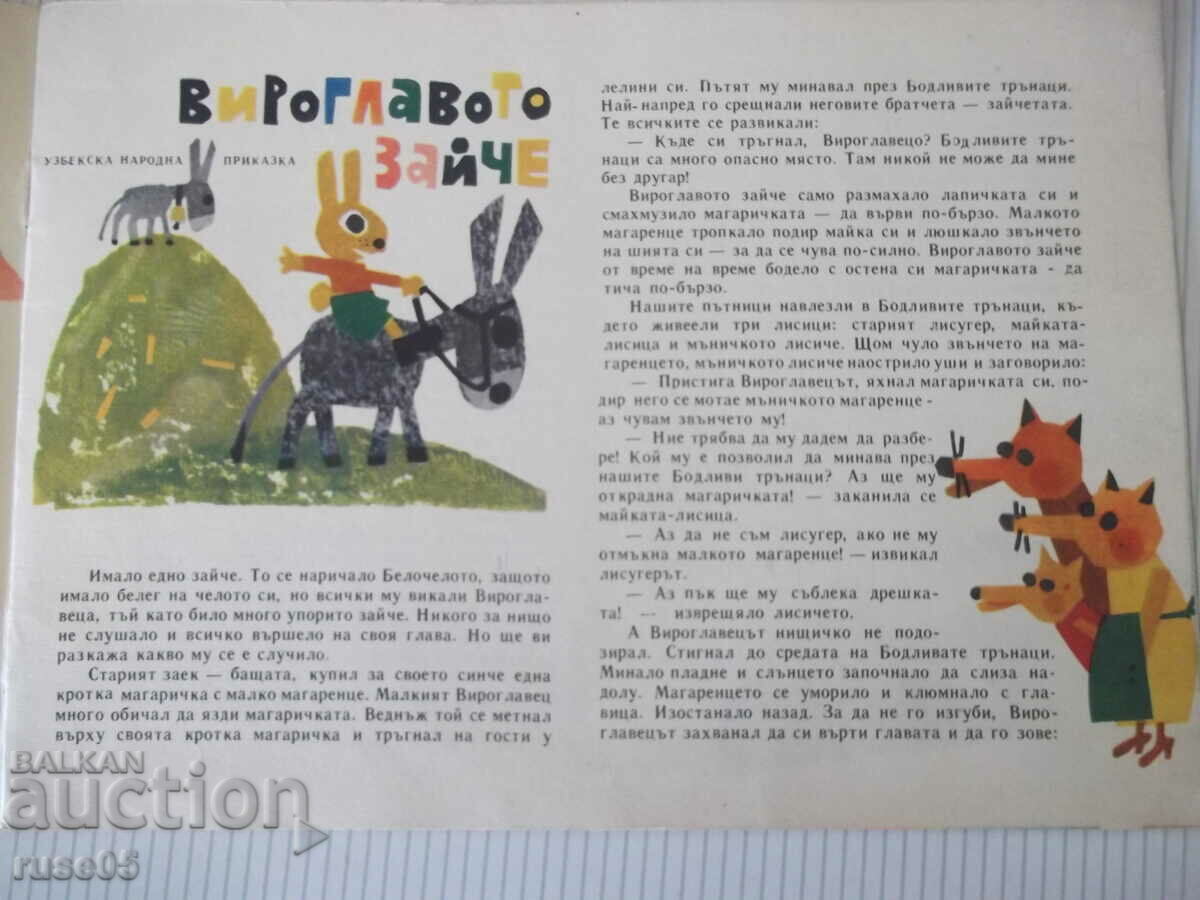 ВИРОГЛАВОТО
ЗАЙЧЕ
УЗБЕКСКА НАРОДНА ПРИКАЗКА
Имало едно зайче. То се наричало Белочелото, защото
имало белег на челото си, но всички му викали Вирогла-
веца, тъй като било много упорито зайче. Никого за нищо
не слушало и всичко вършело на своя глава. Но ще ви
разкажа какво му се е случило.
Старият заек — бащата, купил за своето синче една
кротка магаричка с малко магаренце. Малкият Вироглавец
много обичал да язди магаричката. Веднъж той се метнал
върху своята кротка магаричка и тръгнал на гости у
лелини си. Пътят му минавал през Бодливите трънаци.
Най-напред го срещнали неговите братчета — зайчетата.
Те всичките се развикали:
— Къде си тръгнал, Вироглавецо? Бодливите тръ-
наци са много опасно място. Там никой не може да мине
без другар!
Вироглавото зайче само размахало лапичката си и
смахмузило магаричката — да върви по-бързо. Малкото
магаренце тропкало подир майка си и люшкало звънчето
на шията си — за да се чува по-силно. Вироглавото зайче
от време на време бодело с остена си магаричката - да
тича по-бързо.
Нашите пътници навлезли в Бодливите трънаци, къ-
дето живеели три лисици: старият лисугер, майката-
лисица и мъничкото лисиче. Щом чуло звънчето на ма-
гаренцето, мъничкото лисиче наострило уши и заговорило:
— Пристига Вироглавецът, яхнал магаричката си, по-
дир него се мотае мъничкото магаренце -
аз чувам звънчето му!
— Ние трябва да му дадем да разбе-
ре! Кой му е позволил да минава през
нашите Бодливи трънаци? Аз ще му
открадна магаричката! — заканила се
майката-лисица.
— Аз да не съм лисугер, ако не му
отмъкна малкото магаренце! — извикал
лисугерът.
— Аз пък ще му съблека дрешка-
та! — изврещяло лисичето.
А Вироглавецът нищичко не подо-
зирал. Стигнал до средата на Бодливате трънаци.
Минало пладне и слънцето започнало да слиза на-
долу. Магаренцето се уморило и клюмнало с гла-
вица. Изостанало назад. За да не го изгуби, Виро-
главецът захванал да си върти главата и да го зове:
BALKAN
auction
ruse05